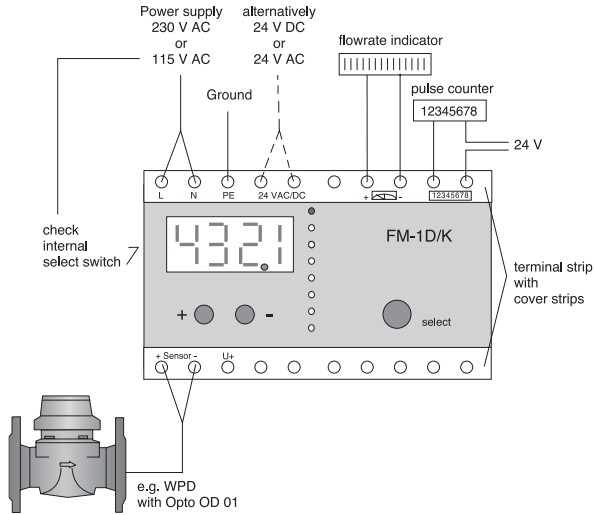 Power supply
230 V AC
or
115 V AC
alternatively
24 V DC
or
24 V AC
flowrate indicator
Ground
pulse counter
12345678
24 V
L
N
PE
24 VAC/DC
+
-
12345678
check
internal
select switch
432.1
FM-1D/K
+
-
select
terminal strip
with
cover strips
+ Sensor -
U+
e.g. WPD
with Opto OD 01